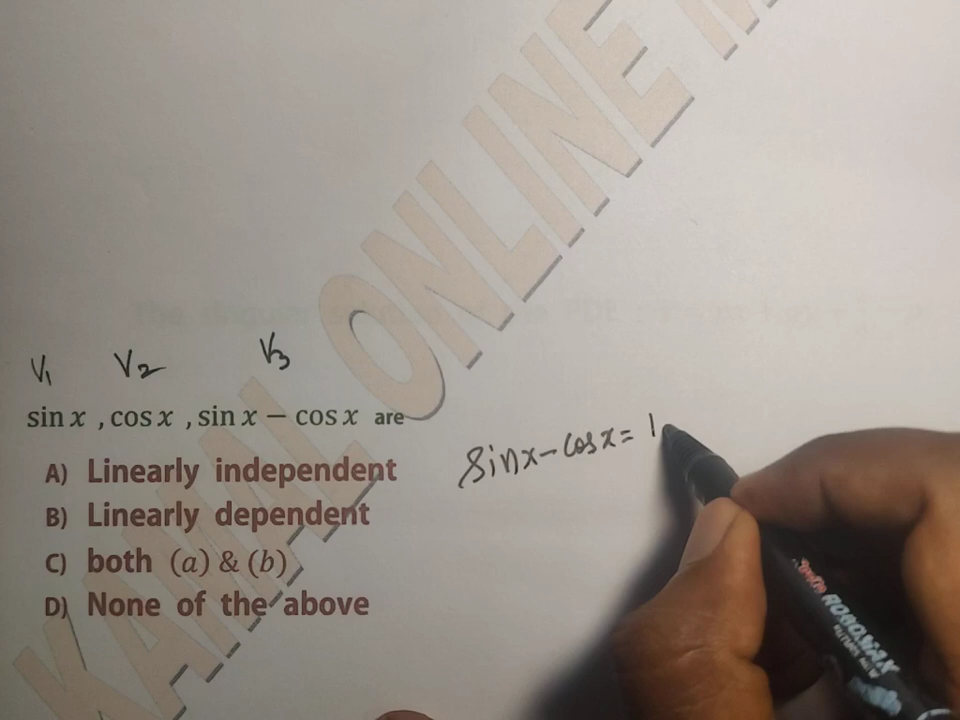 KAMAL ONLINE M
V1 V2 V3
sin x , cos x , sin x − cos x are
sinx - cosx = 1
A) Linearly independent
B) Linearly dependent
C) both (a) & (b)
D) None of the above
ROBOMAX